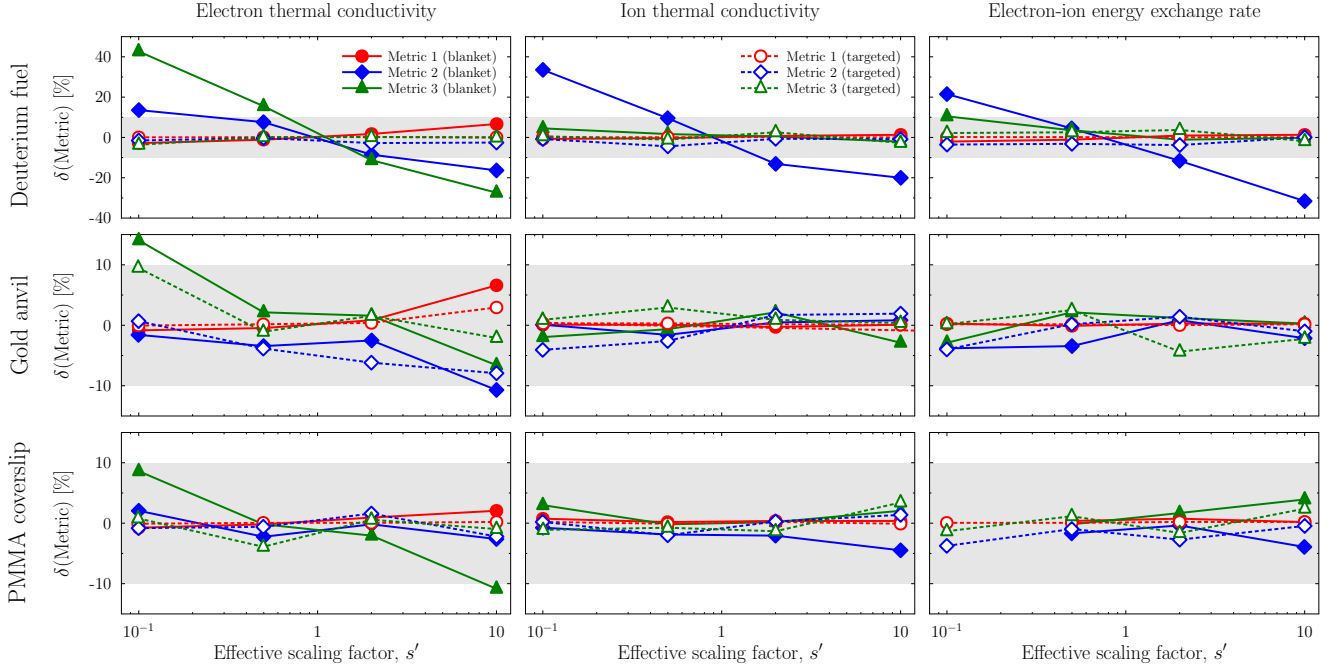 Electron thermal conductivity
Ion thermal conductivity
Electron-ion energy exchange rate
Deuterium fuel
δ(Metric) [%]
40
20
0
-20
-40
Metric 1 (blanket)
Metric 2 (blanket)
Metric 3 (blanket)
Metric 1 (targeted)
Metric 2 (targeted)
Metric 3 (targeted)
Gold anvil
δ(Metric) [%]
10
0
-10
PMMA coverslip
δ(Metric) [%]
10
0
-10
10⁻¹ 1 10
10⁻¹ 1 10
10⁻¹ 1 10
Effective scaling factor, s′
Effective scaling factor, s′
Effective scaling factor, s′